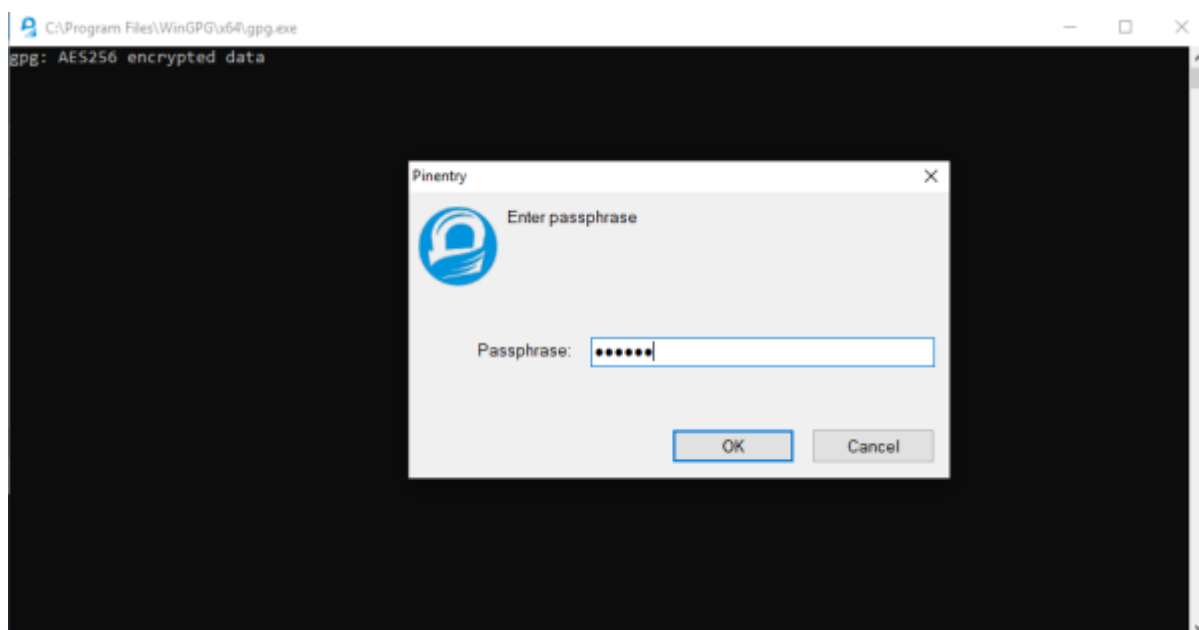 C:\Program Files\WinGPG\x64\gpg.exe
gpg: AES256 encrypted data
Pinentry
Enter passphrase
Passphrase: ••••••
OK
Cancel